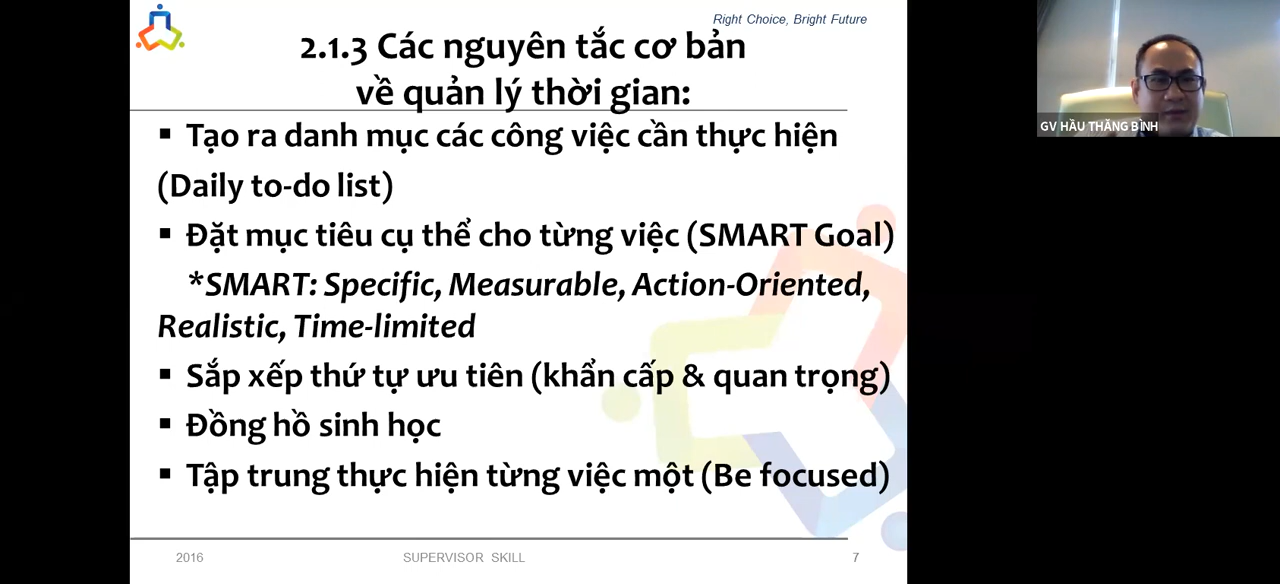 Right Choice, Bright Future
2.1.3 Các nguyên tắc cơ bản
về quản lý thời gian:
▪ Tạo ra danh mục các công việc cần thực hiện
(Daily to-do list)
▪ Đặt mục tiêu cụ thể cho từng việc (SMART Goal)
*SMART: Specific, Measurable, Action-Oriented,
Realistic, Time-limited
▪ Sắp xếp thứ tự ưu tiên (khẩn cấp & quan trọng)
▪ Đồng hồ sinh học
▪ Tập trung thực hiện từng việc một (Be focused)
2016 SUPERVISOR SKILL 7
GV HẦU THĂNG BÌNH